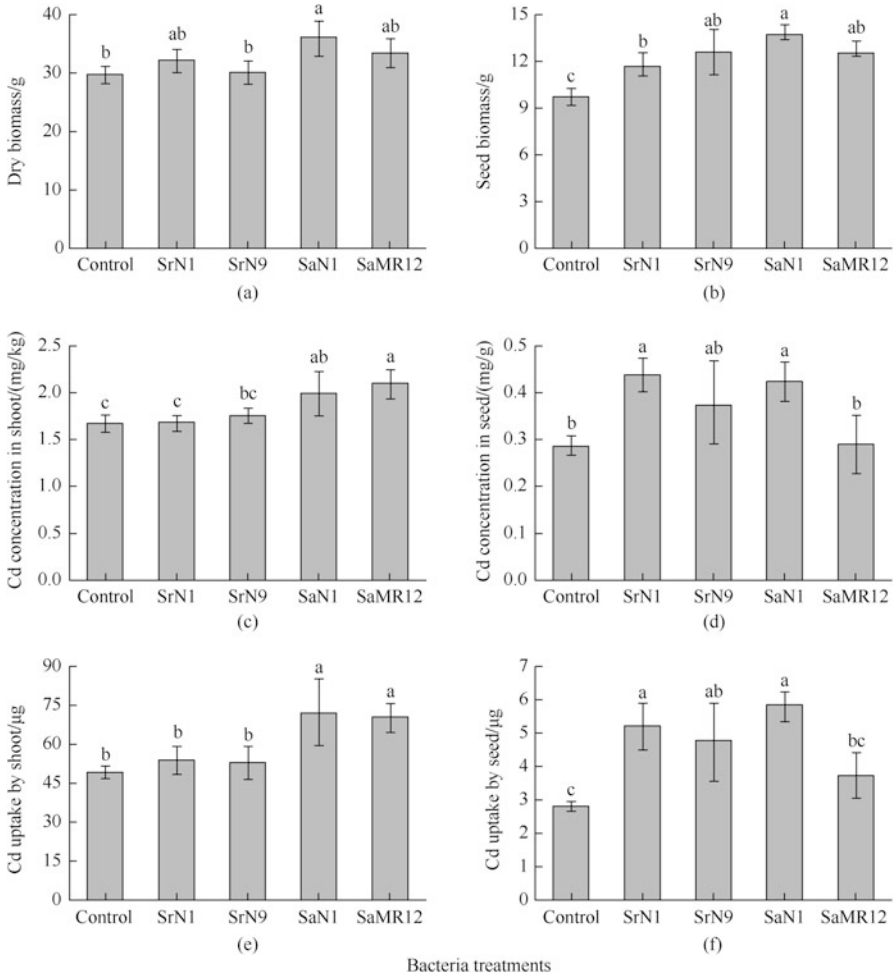 40
30
20
10
0
Dry biomass/g
b
ab
b
a
ab
Control SrN1 SrN9 SaN1 SaMR12
(a)
15
12
9
6
3
0
Seed biomass/g
c
b
ab
a
ab
Control SrN1 SrN9 SaN1 SaMR12
(b)
2.5
2.0
1.5
1.0
0.5
0.0
Cd concentration in shoot/(mg/kg)
c
c
bc
ab
a
Control SrN1 SrN9 SaN1 SaMR12
(c)
0.5
0.4
0.3
0.2
0.1
0.0
Cd concentration in seed/(mg/g)
b
a
ab
a
b
Control SrN1 SrN9 SaN1 SaMR12
(d)
90
75
60
45
30
15
0
Cd uptake by shoot/μg
b
b
b
a
a
Control SrN1 SrN9 SaN1 SaMR12
(e)
7
6
5
4
3
2
1
0
Cd uptake by seed/μg
c
a
ab
a
bc
Control SrN1 SrN9 SaN1 SaMR12
(f)
Bacteria treatments